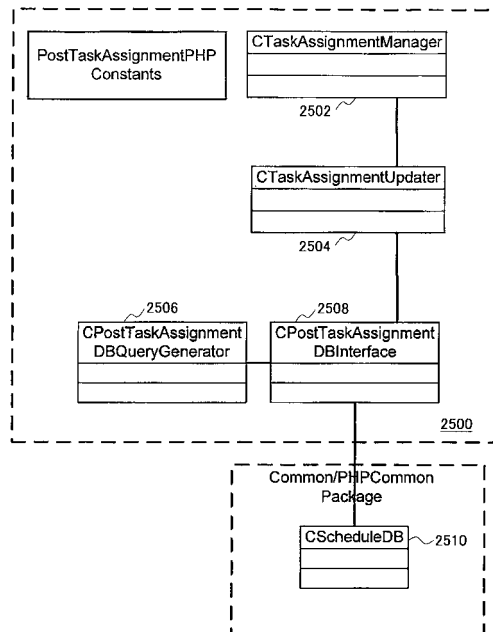 PostTaskAssignmentPHP
Constants
CTaskAssignmentManager
2502
CTaskAssignmentUpdater
2504
2506
CPostTaskAssignment
DBQueryGenerator
2508
CPostTaskAssignment
DBInterface
2500
Common/PHPCommon
Package
CScheduleDB
2510